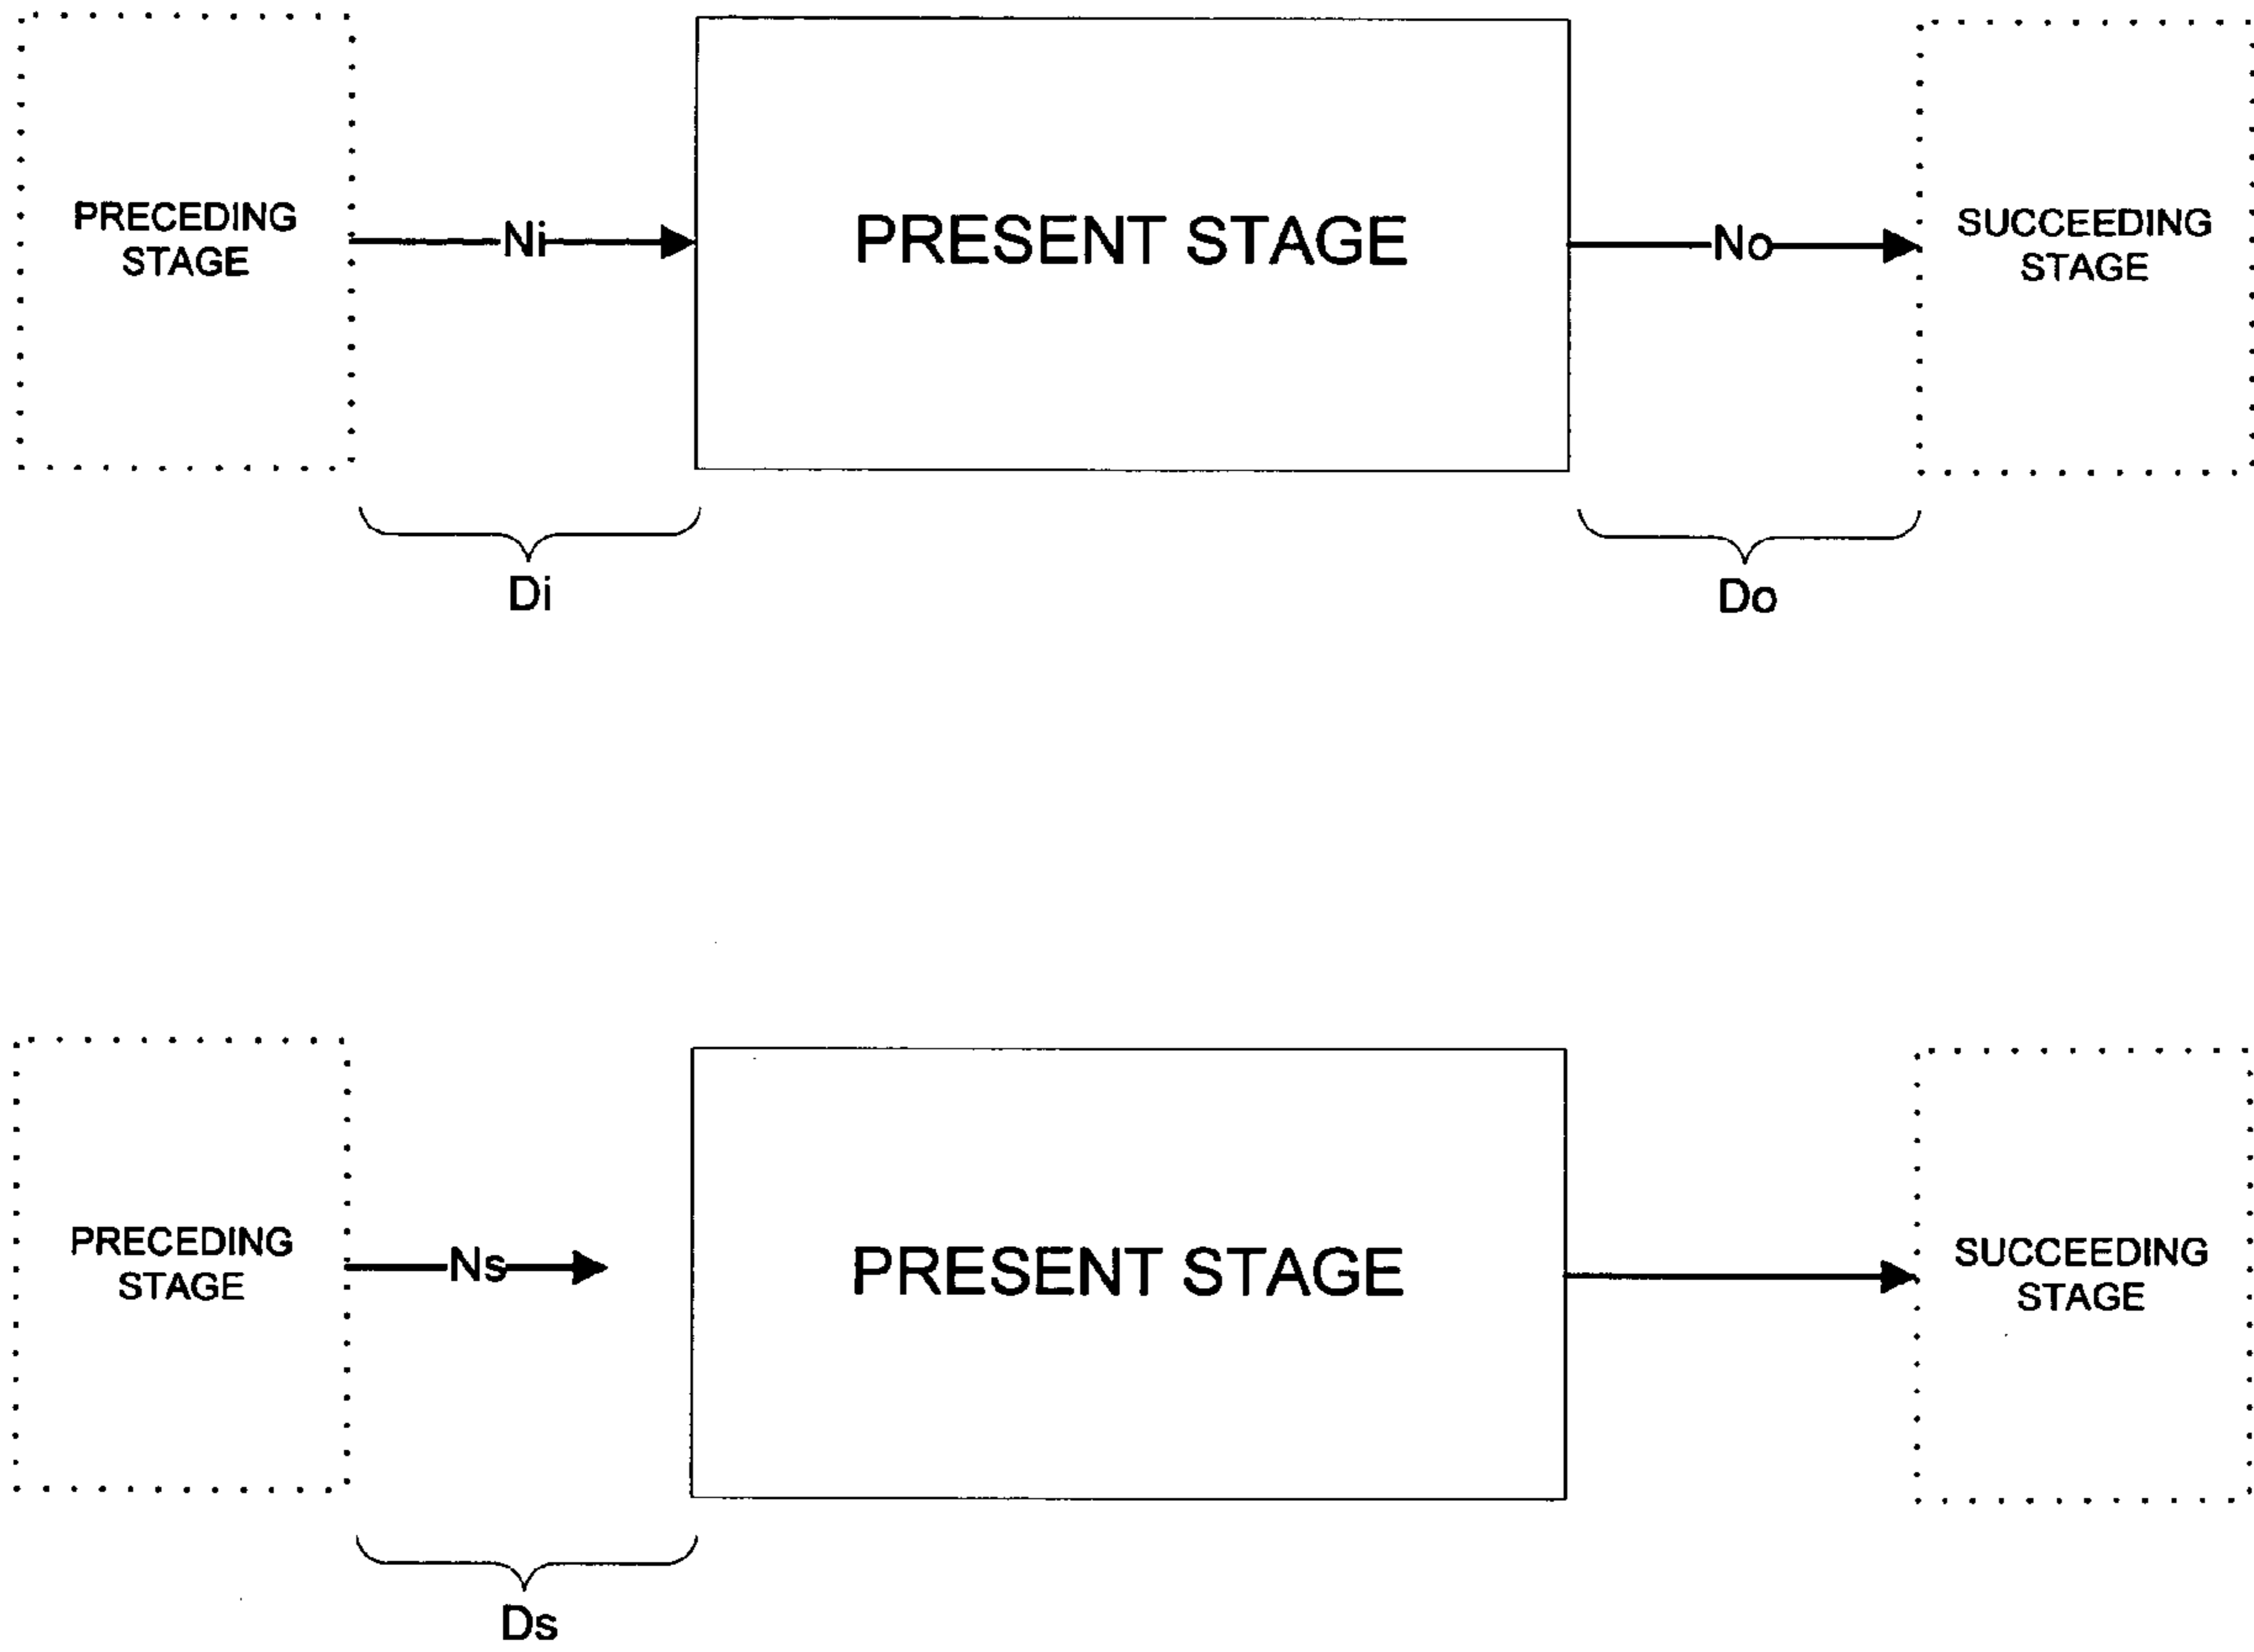 PRECEDING
STAGE
Ni
PRESENT STAGE
No
SUCCEEDING
STAGE
Di
Do
PRECEDING
STAGE
Ns
PRESENT STAGE
SUCCEEDING
STAGE
Ds